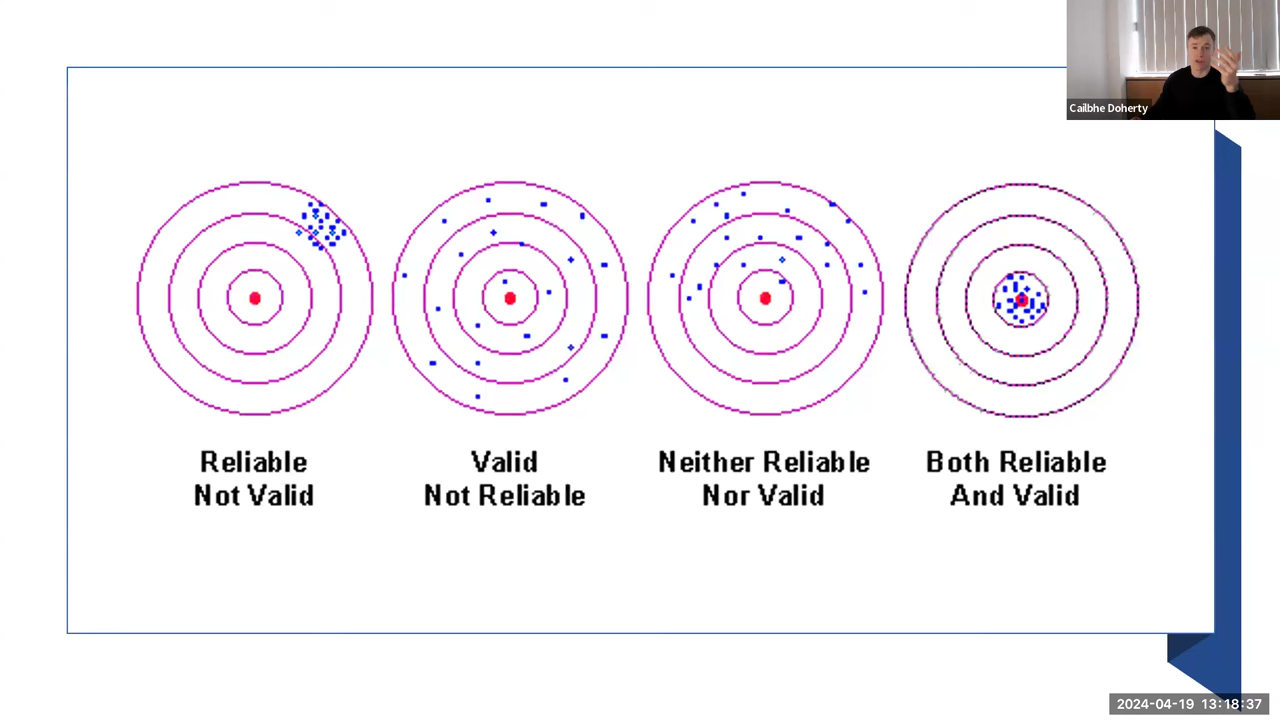 Cailbhe Doherty
Reliable
Not Valid
Valid
Not Reliable
Neither Reliable
Nor Valid
Both Reliable
And Valid
2024-04-19 13:18:37